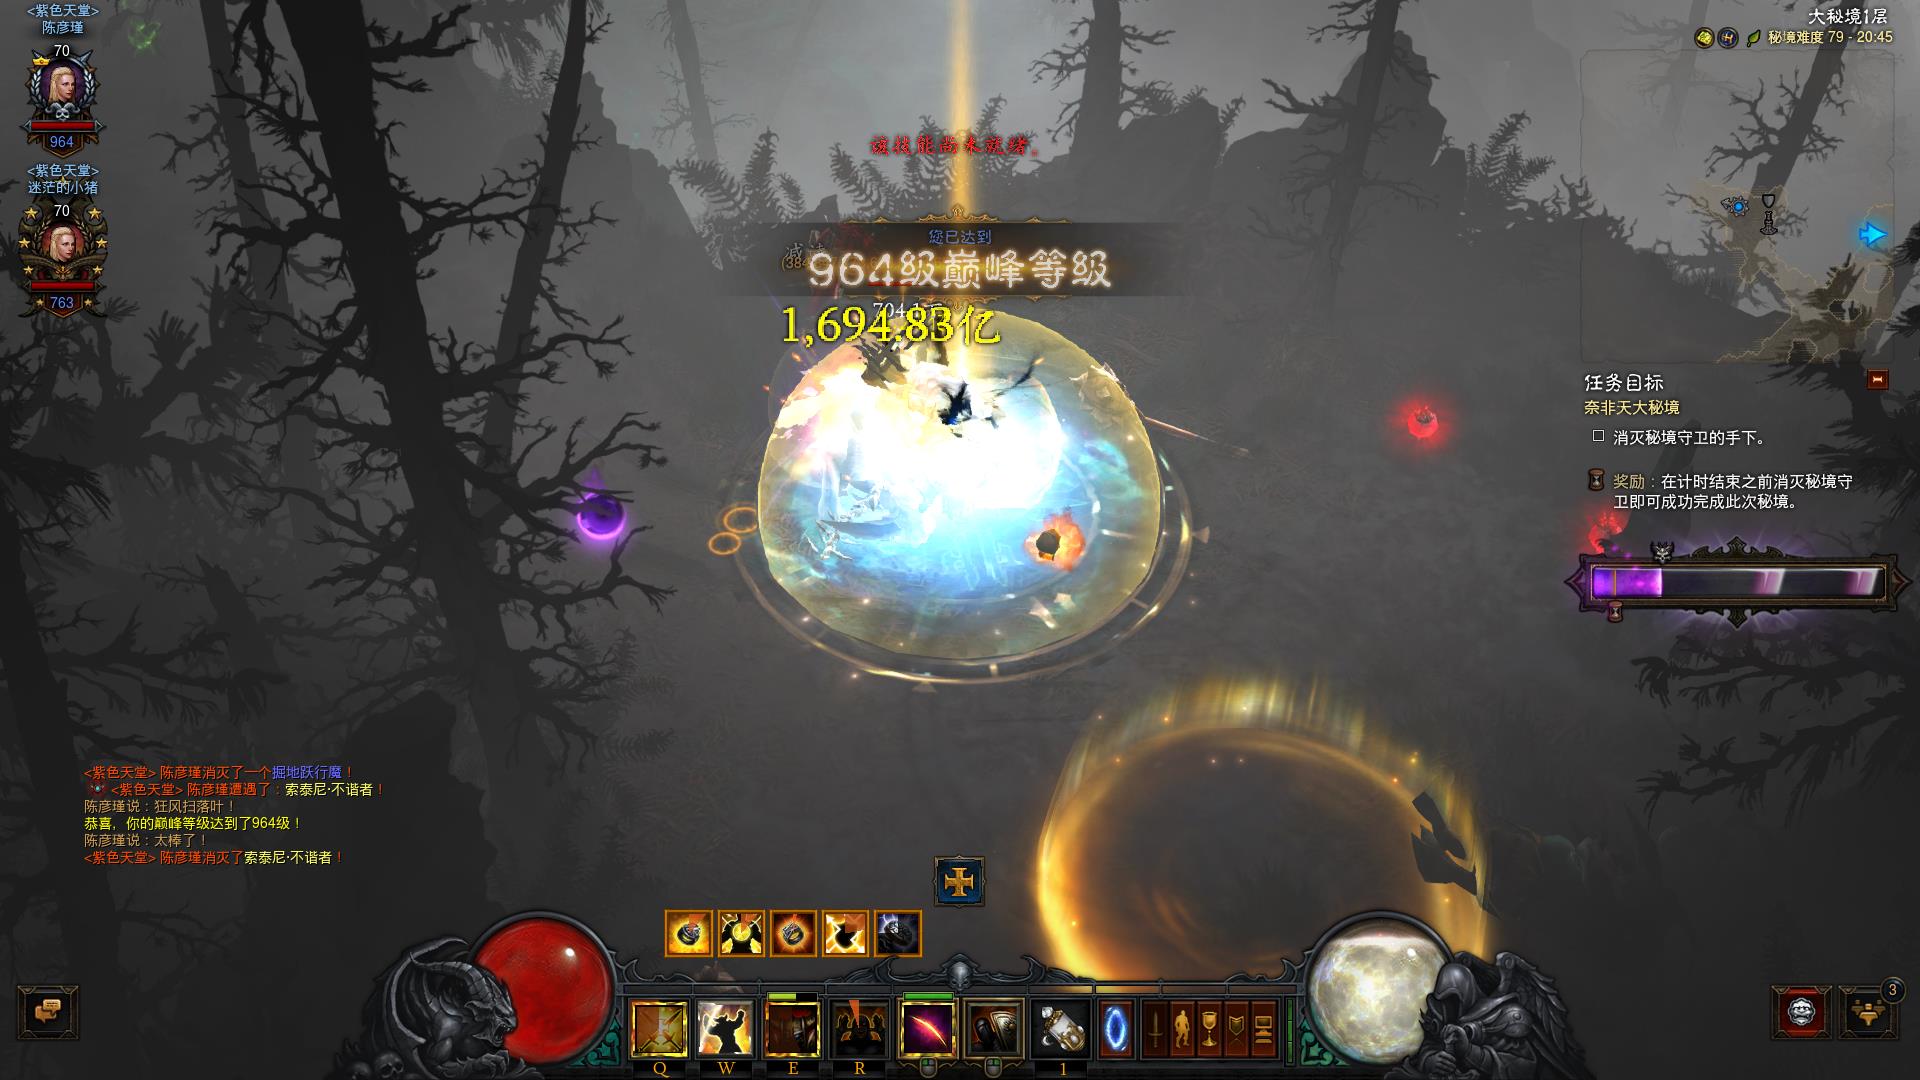 <紫色天堂>
陈彦瑾
70
964
<紫色天堂>
迷茫的小猪
70
763
大秘境1层
秘境难度 79 - 20:45
该技能尚未就绪。
您已达到
964级巅峰等级
1,694.83亿
任务目标
奈非天大秘境
消灭秘境守卫的手下。
奖励：在计时结束之前消灭秘境守
卫即可成功完成此次秘境。
<紫色天堂> 陈彦瑾消灭了一个掘地跃行魔！
<紫色天堂> 陈彦瑾遭遇了：索泰尼·不谐者！
陈彦瑾说：狂风扫落叶！
恭喜，你的巅峰等级达到了964级！
陈彦瑾说：太棒了！
<紫色天堂> 陈彦瑾消灭了索泰尼·不谐者！
Q W E R 1
3